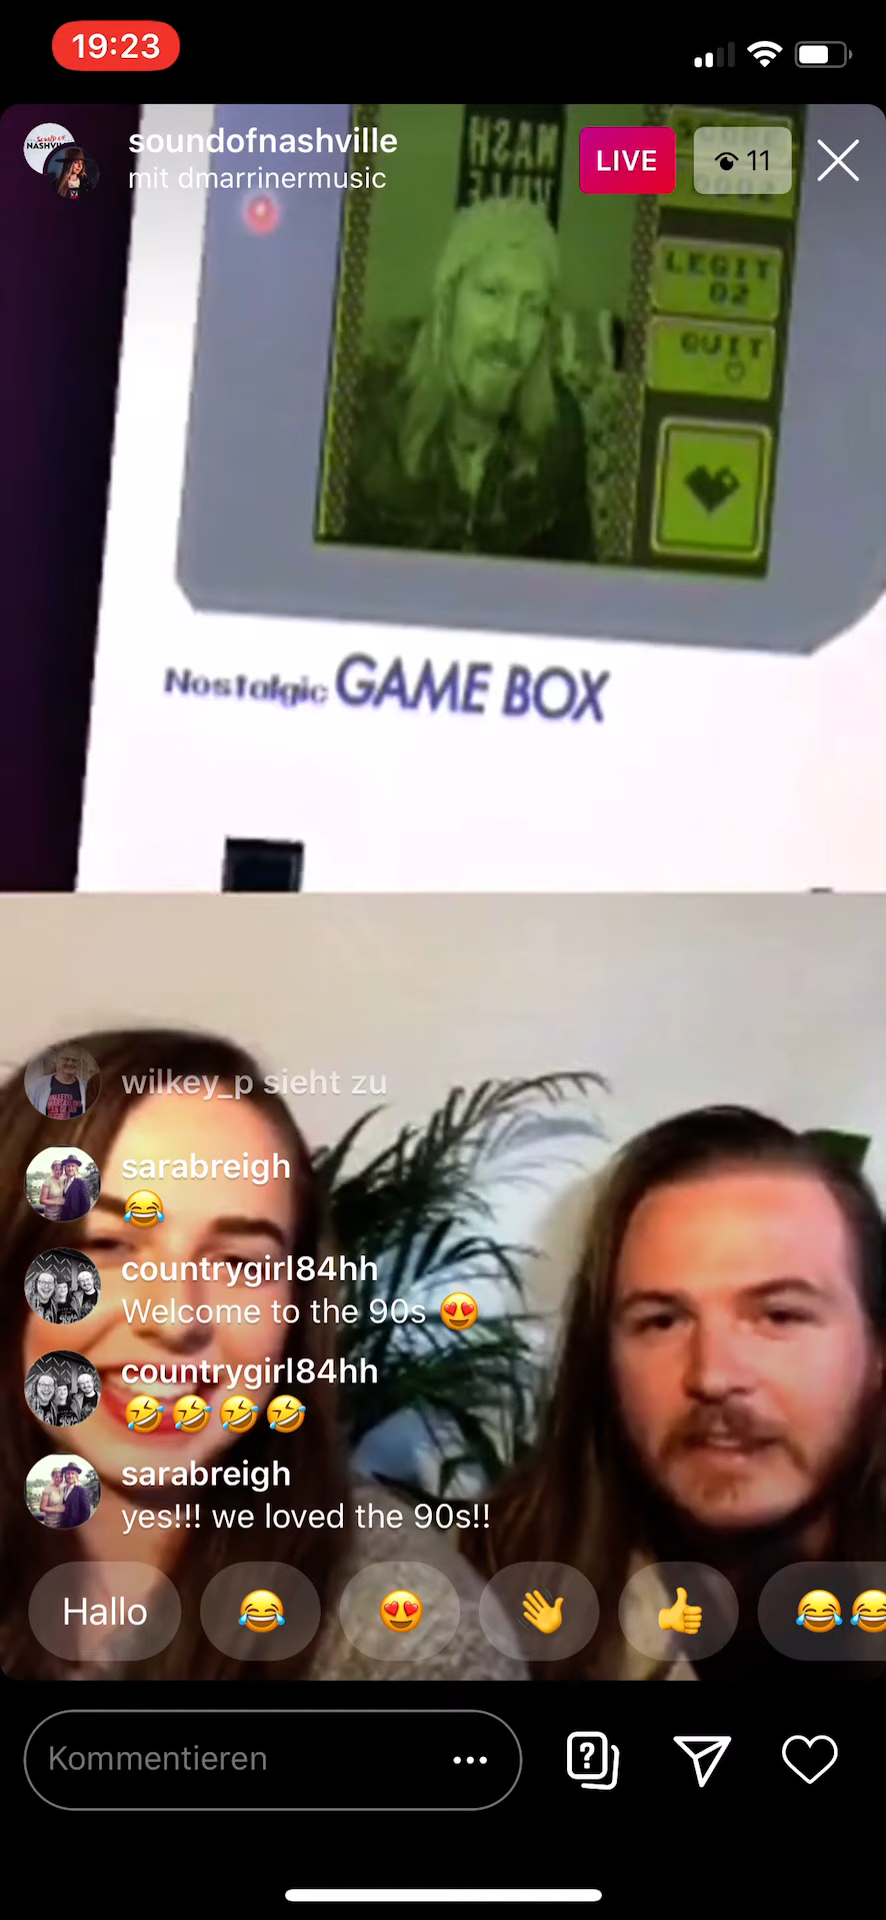 19:23
soundofnashville
mit dmarrinermusic
LIVE
11
NASH
LEGIT
02
QUIT
Nostalgic GAME BOX
wilkey_p sieht zu
sarabreigh
😂
countrygirl84hh
Welcome to the 90s 😍
countrygirl84hh
🤣🤣🤣🤣
sarabreigh
yes!!! we loved the 90s!!
Hallo 😂 😍 👋 👍 😂😂
Kommentieren